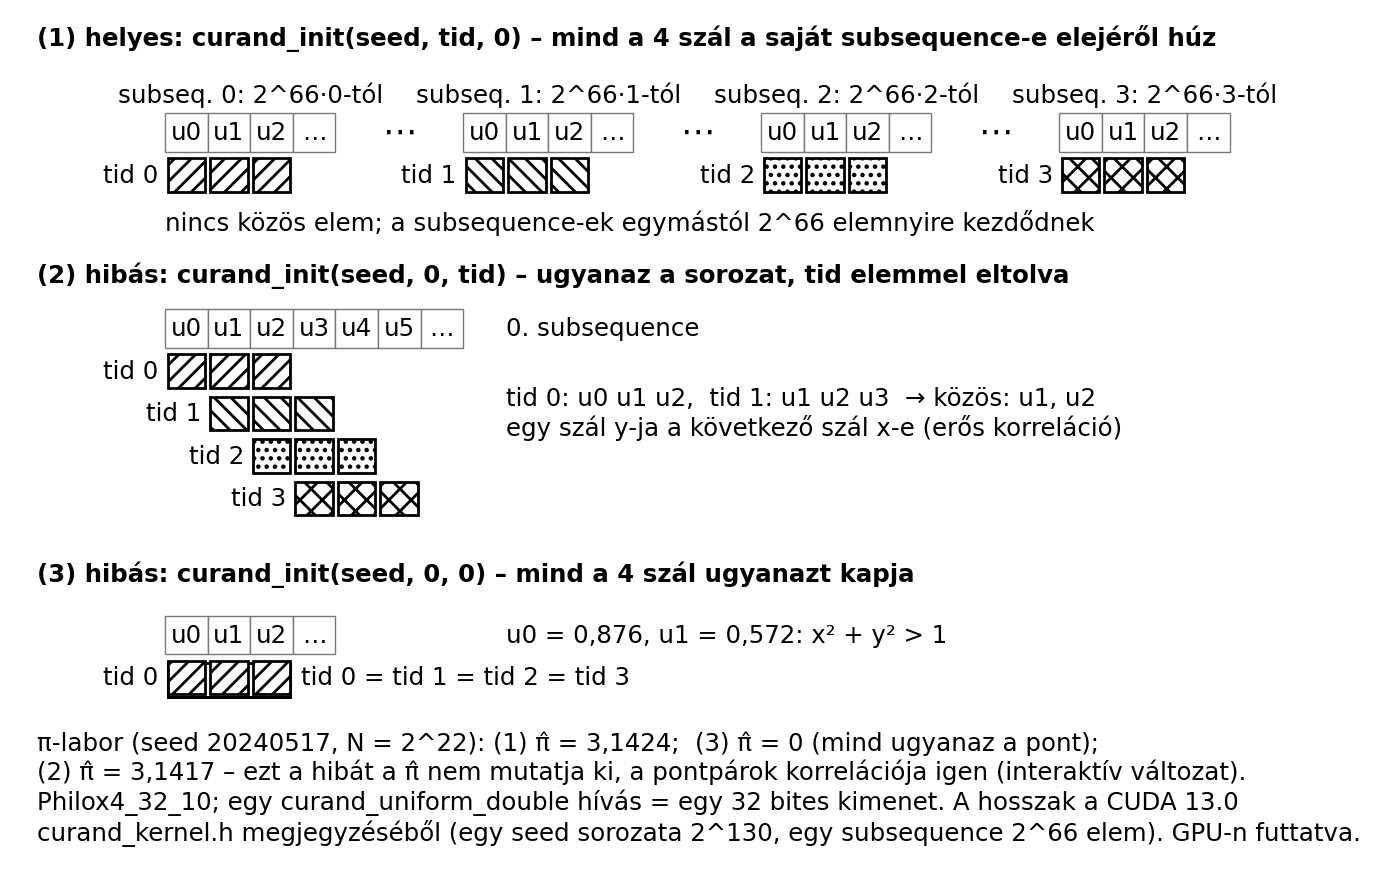 (1) helyes: curand_init(seed, tid, 0) – mind a 4 szál a saját subsequence-e elejéről húz
subseq. 0: 2^66·0-tól subseq. 1: 2^66·1-tól subseq. 2: 2^66·2-tól subseq. 3: 2^66·3-tól
u0 u1 u2 … ⋯ u0 u1 u2 … ⋯ u0 u1 u2 … ⋯ u0 u1 u2 …
tid 0 tid 1 tid 2 tid 3
nincs közös elem; a subsequence-ek egymástól 2^66 elemnyire kezdődnek
(2) hibás: curand_init(seed, 0, tid) – ugyanaz a sorozat, tid elemmel eltolva
u0 u1 u2 u3 u4 u5 … 0. subsequence
tid 0
tid 0: u0 u1 u2, tid 1: u1 u2 u3 → közös: u1, u2
tid 1
egy szál y-ja a következő szál x-e (erős korreláció)
tid 2
tid 3
(3) hibás: curand_init(seed, 0, 0) – mind a 4 szál ugyanazt kapja
u0 u1 u2 … u0 = 0,876, u1 = 0,572: x² + y² > 1
tid 0 tid 0 = tid 1 = tid 2 = tid 3
π-labor (seed 20240517, N = 2^22): (1) π̂ = 3,1424; (3) π̂ = 0 (mind ugyanaz a pont);
(2) π̂ = 3,1417 – ezt a hibát a π̂ nem mutatja ki, a pontpárok korrelációja igen (interaktív változat).
Philox4_32_10; egy curand_uniform_double hívás = egy 32 bites kimenet. A hosszak a CUDA 13.0
curand_kernel.h megjegyzéséből (egy seed sorozata 2^130, egy subsequence 2^66 elem). GPU-n futtatva.